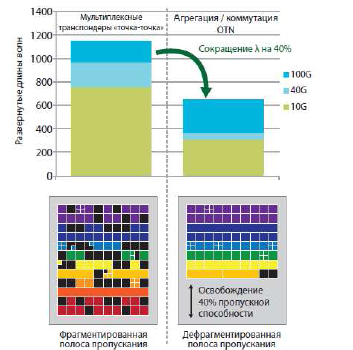 1400
1200
1000
800
600
400
200
0
Развернутые длины волн
Мультиплексные
транспондеры «точка-точка»
Агрегация / коммутация
OTN
Сокращение λ на 40%
100G
40G
10G
Освобождение
40% пропускной
способности
Фрагментированная
полоса пропускания
Дефрагментированная
полоса пропускания